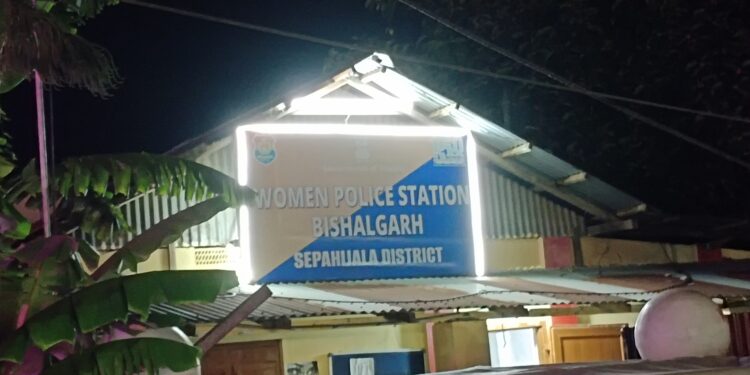 WOMEN POLICE STATION
BISHALGARH
SEPAHIJALA DISTRICT